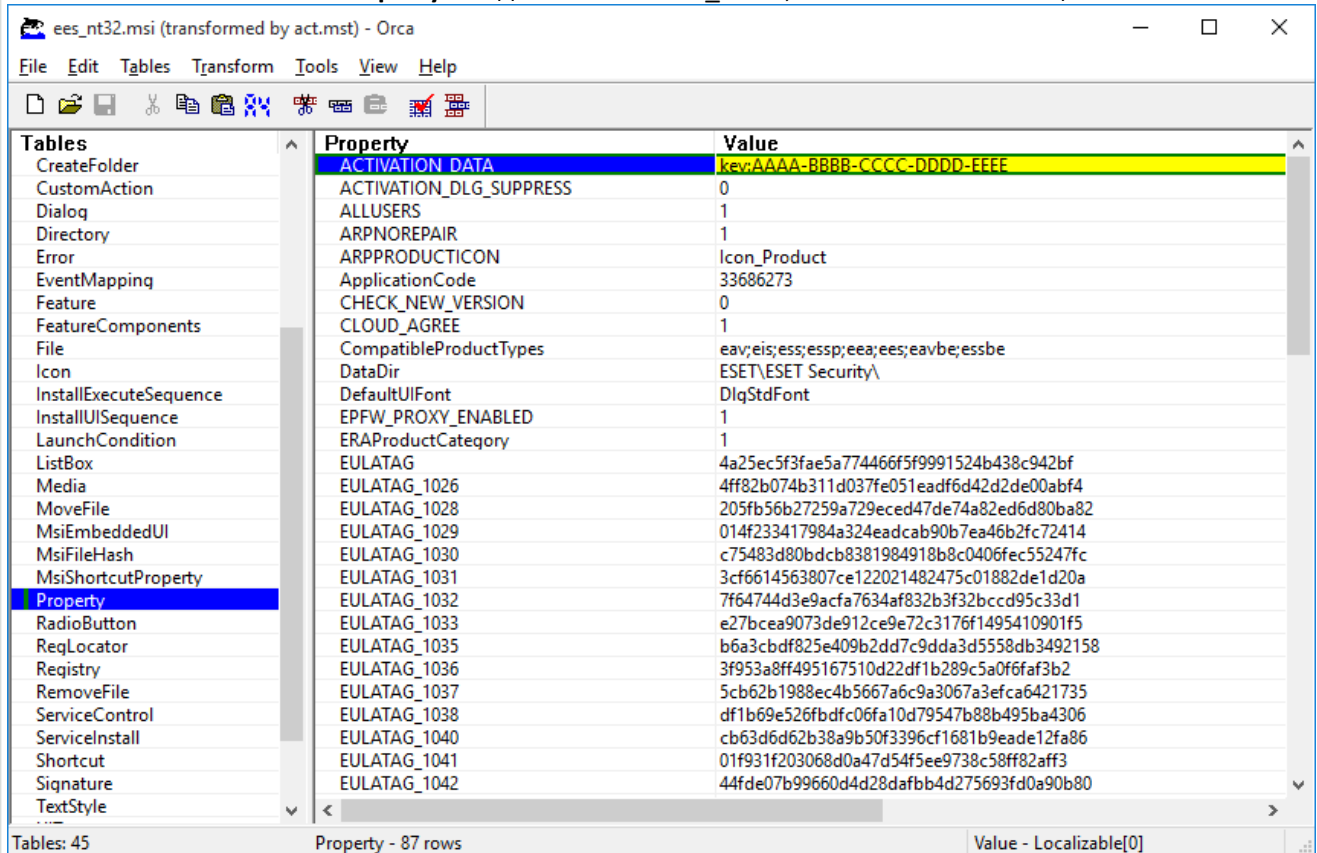 ees_nt32.msi (transformed by act.mst) - Orca
File Edit Tables Transform Tools View Help
Tables Property Value
CreateFolder ACTIVATION_DATA key:AAAA-BBBB-CCCC-DDDD-EEEE
CustomAction ACTIVATION_DLG_SUPPRESS 0
Dialog ALLUSERS 1
Directory ARPNOREPAIR 1
Error ARPPRODUCTICON Icon_Product
EventMapping ApplicationCode 33686273
Feature CHECK_NEW_VERSION 0
FeatureComponents CLOUD_AGREE 1
File CompatibleProductTypes eav;eis;ess;essp;eea;ees;eavbe;essbe
Icon DataDir ESET\ESET Security\
InstallExecuteSequence DefaultUIFont DlgStdFont
InstallUISequence EPFW_PROXY_ENABLED 1
LaunchCondition ERAProductCategory 1
ListBox EULATAG 4a25ec5f3fae5a774466f5f9991524b438c942bf
Media EULATAG_1026 4ff82b074b311d037fe051eadf6d42d2de00abf4
MoveFile EULATAG_1028 205fb56b27259a729eced47de74a82ed6d80ba82
MsiEmbeddedUI EULATAG_1029 014f233417984a324eadcab90b7ea46b2fc72414
MsiFileHash EULATAG_1030 c75483d80bdcb8381984918b8c0406fec55247fc
MsiShortcutProperty EULATAG_1031 3cf6614563807ce122021482475c01882de1d20a
Property EULATAG_1032 7f64744d3e9acfa7634af832b3f32bccd95c33d1
RadioButton EULATAG_1033 e27bcea9073de912ce9e72c3176f1495410901f5
RegLocator EULATAG_1035 b6a3cbdf825e409b2dd7c9dda3d5558db3492158
Registry EULATAG_1036 3f953a8ff495167510d22df1b289c5a0f6faf3b2
RemoveFile EULATAG_1037 5cb62b1988ec4b5667a6c9a3067a3efca6421735
ServiceControl EULATAG_1038 df1b69e526fbdfc06fa10d79547b88b495ba4306
ServiceInstall EULATAG_1040 cb63d6d62b38a9b50f3396cf1681b9eade12fa86
Shortcut EULATAG_1041 01f931f203068d0a47d54f5ee9738c58ff82aff3
Signature EULATAG_1042 44fde07b99660d4d28dafbb4d275693fd0a90b80
TextStyle
Tables: 45 Property - 87 rows Value - Localizable[0]